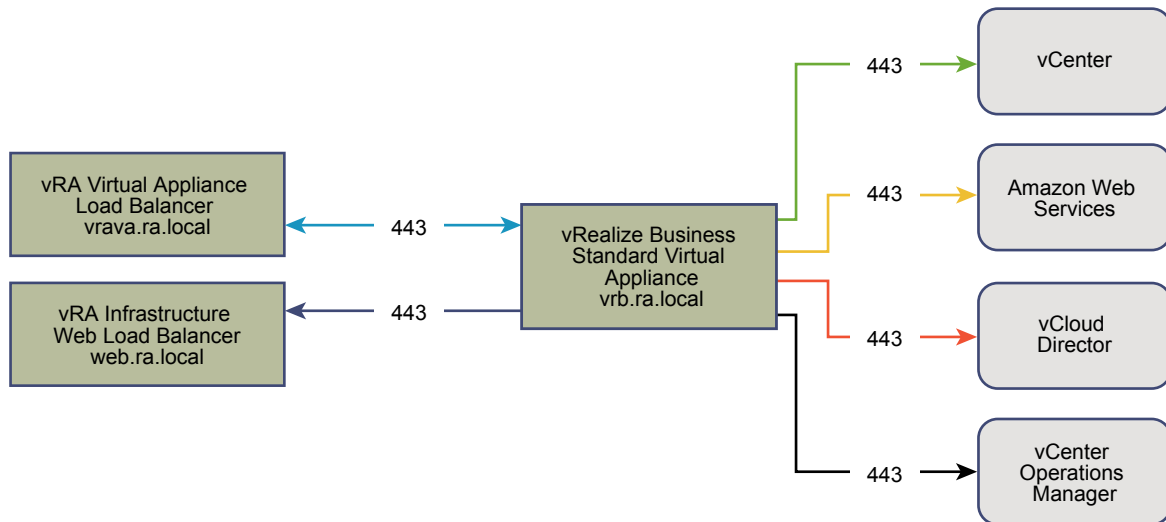 vRA Virtual Appliance
Load Balancer
vrava.ra.local
443
vRA Infrastructure
Web Load Balancer
web.ra.local
443
vRealize Business
Standard Virtual
Appliance
vrb.ra.local
443
vCenter
443
Amazon Web
Services
443
vCloud
Director
443
vCenter
Operations
Manager